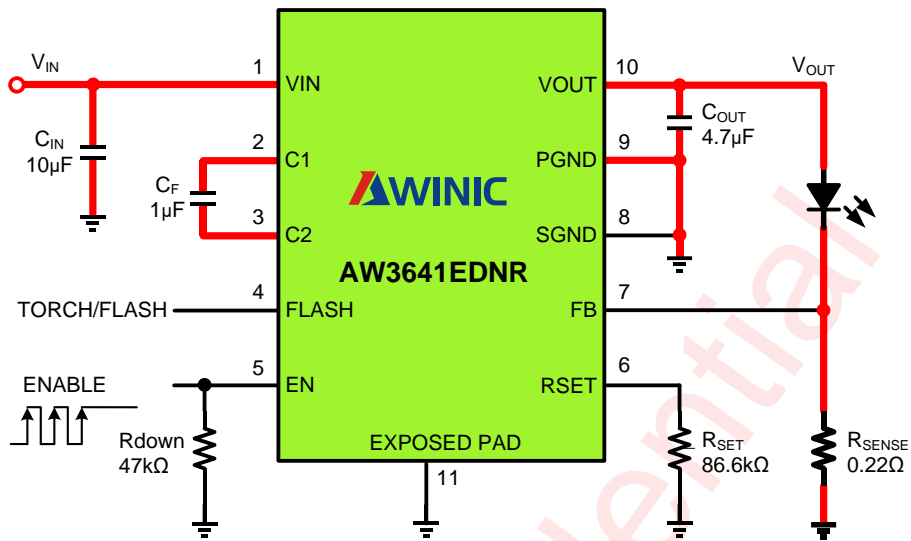 VIN
1
10
VOUT
VIN
VOUT
CIN
10µF
COUT
4.7µF
2
9
C1
PGND
CF
1µF
AWINIC
3
8
C2
SGND
AW3641EDNR
4
7
TORCH/FLASH
FLASH
FB
5
6
ENABLE
EN
RSET
Rdown
47kΩ
EXPOSED PAD
11
RSET
86.6kΩ
RSENSE
0.22Ω